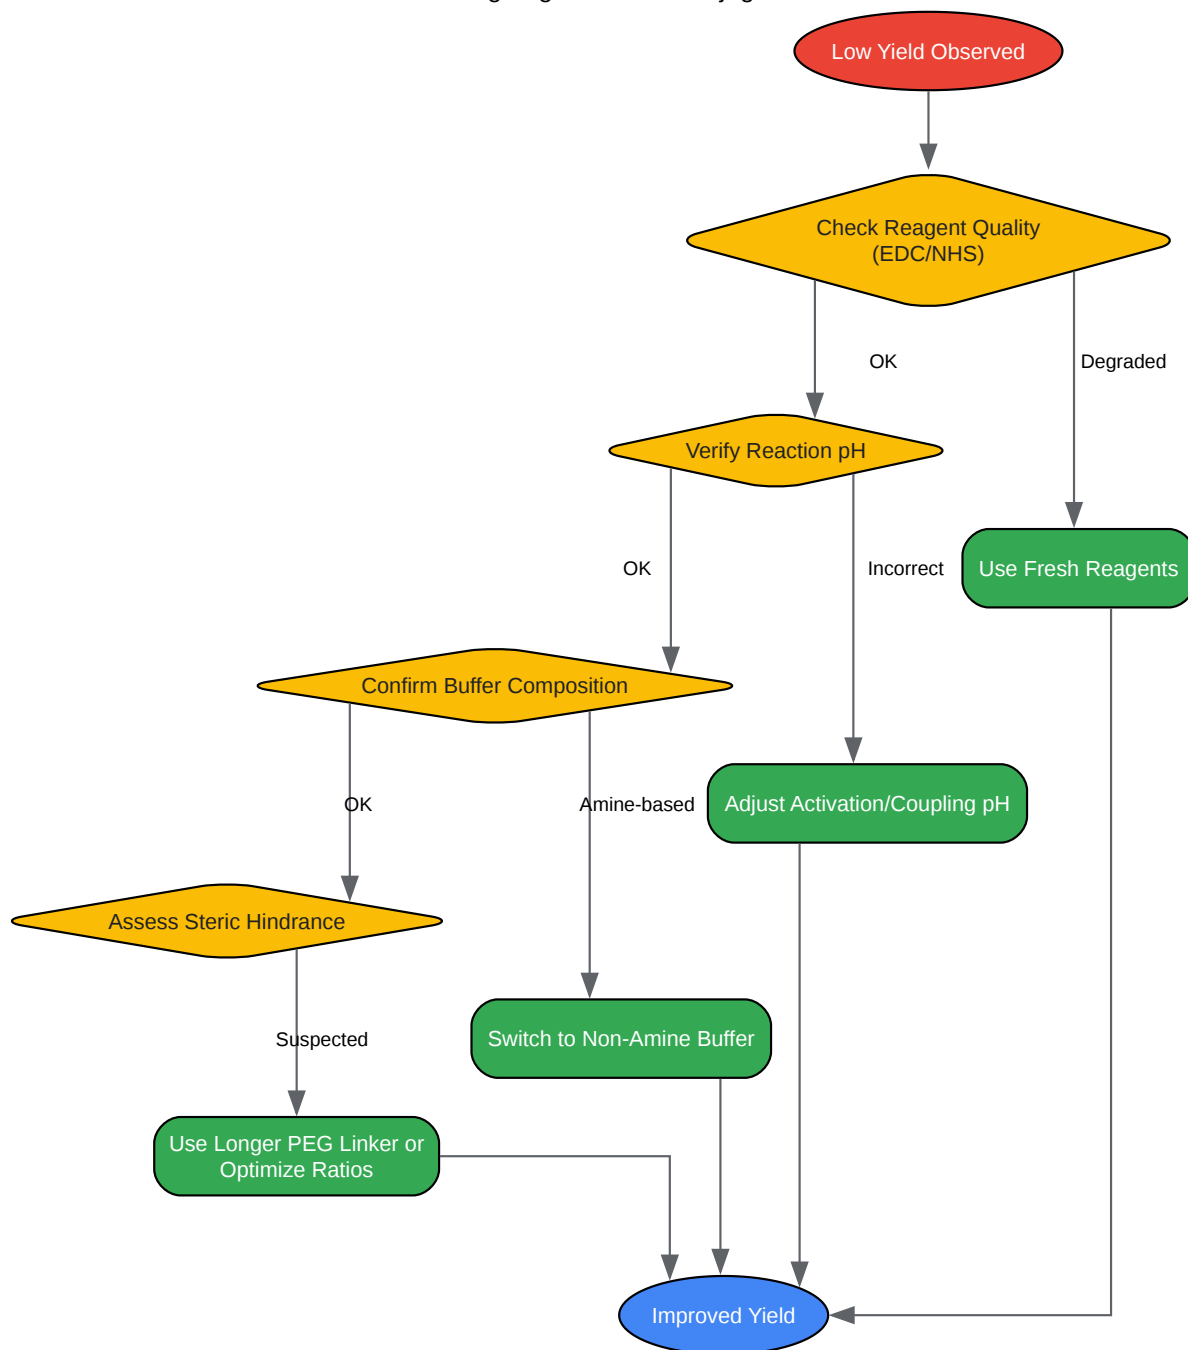 Low Yield Observed
Check Reagent Quality
(EDC/NHS)
OK
Degraded
Verify Reaction pH
OK
Incorrect
Use Fresh Reagents
Confirm Buffer Composition
OK
Amine-based
Adjust Activation/Coupling pH
Assess Steric Hindrance
Suspected
Switch to Non-Amine Buffer
Use Longer PEG Linker or
Optimize Ratios
Improved Yield